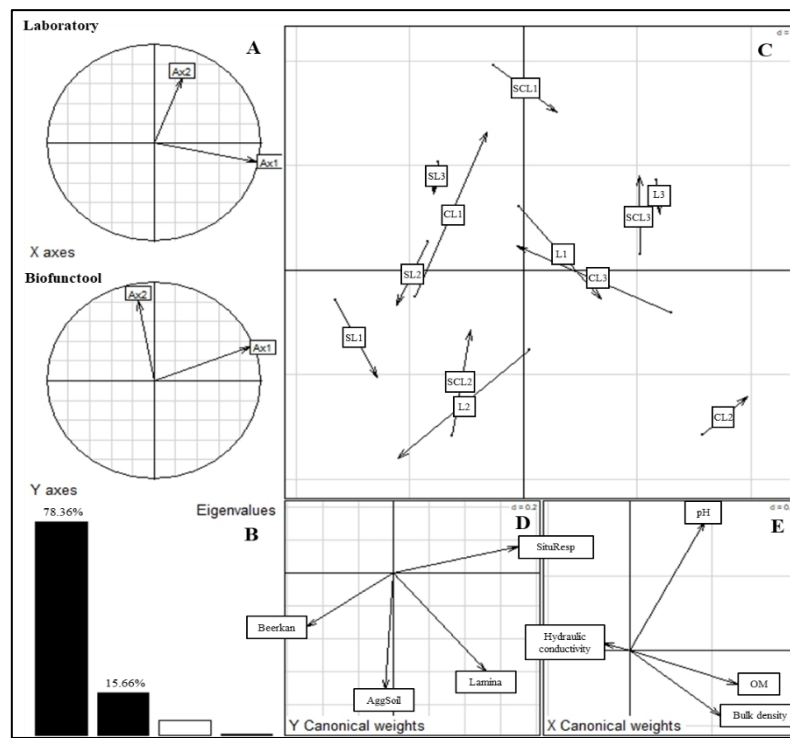 Laboratory
A
Ax2
Ax1
X axes
Biofunctool
Ax2
Ax1
Y axes
Eigenvalues
78.36%
B
15.66%
C
SCL1
SL3
CL1
L3
SCL3
L1
SL2
CL3
SL1
SCL2
L2
CL2
d = 0.2
D
SituResp
Beerkan
Lamina
AggSoil
Y Canonical weights
E
pH
Hydraulic
conductivity
OM
Bulk density
X Canonical weights